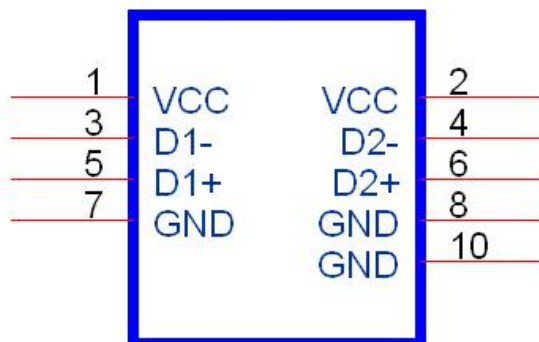 1 VCC VCC 2
3 D1- D2- 4
5 D1+ D2+ 6
7 GND GND 8
GND 10